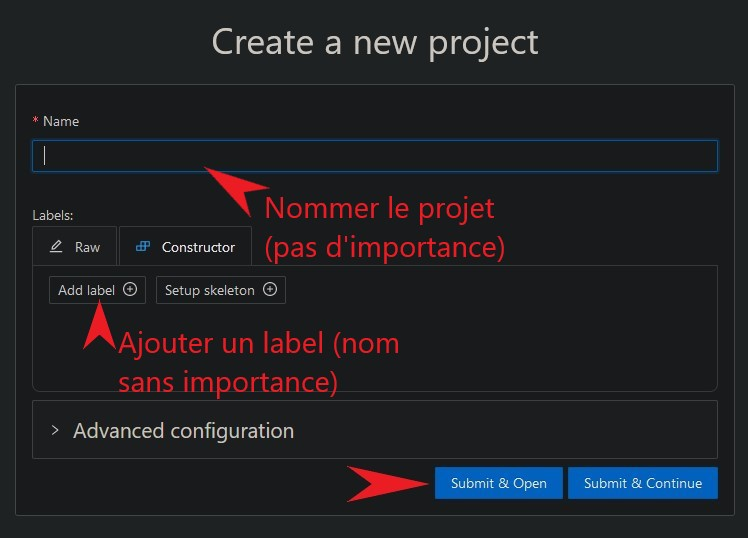 Create a new project
* Name
Nommer le projet
(pas d'importance)
Labels:
Raw
Constructor
Add label
Setup skeleton
Ajouter un label (nom
sans importance)
Advanced configuration
Submit & Open
Submit & Continue